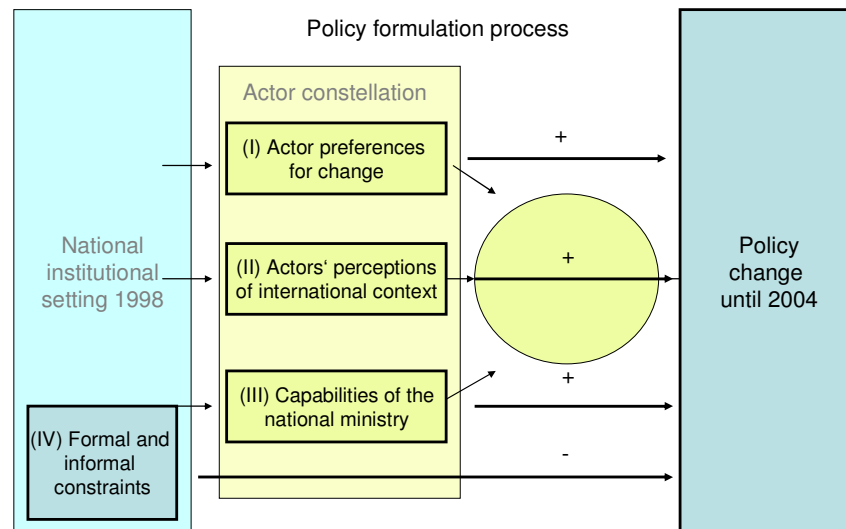 Policy formulation process
Actor constellation
(I) Actor preferences
for change
+
National
institutional
setting 1998
(II) Actors‘ perceptions
of international context
+
Policy
change
until 2004
(III) Capabilities of the
national ministry
+
(IV) Formal and
informal
constraints
-